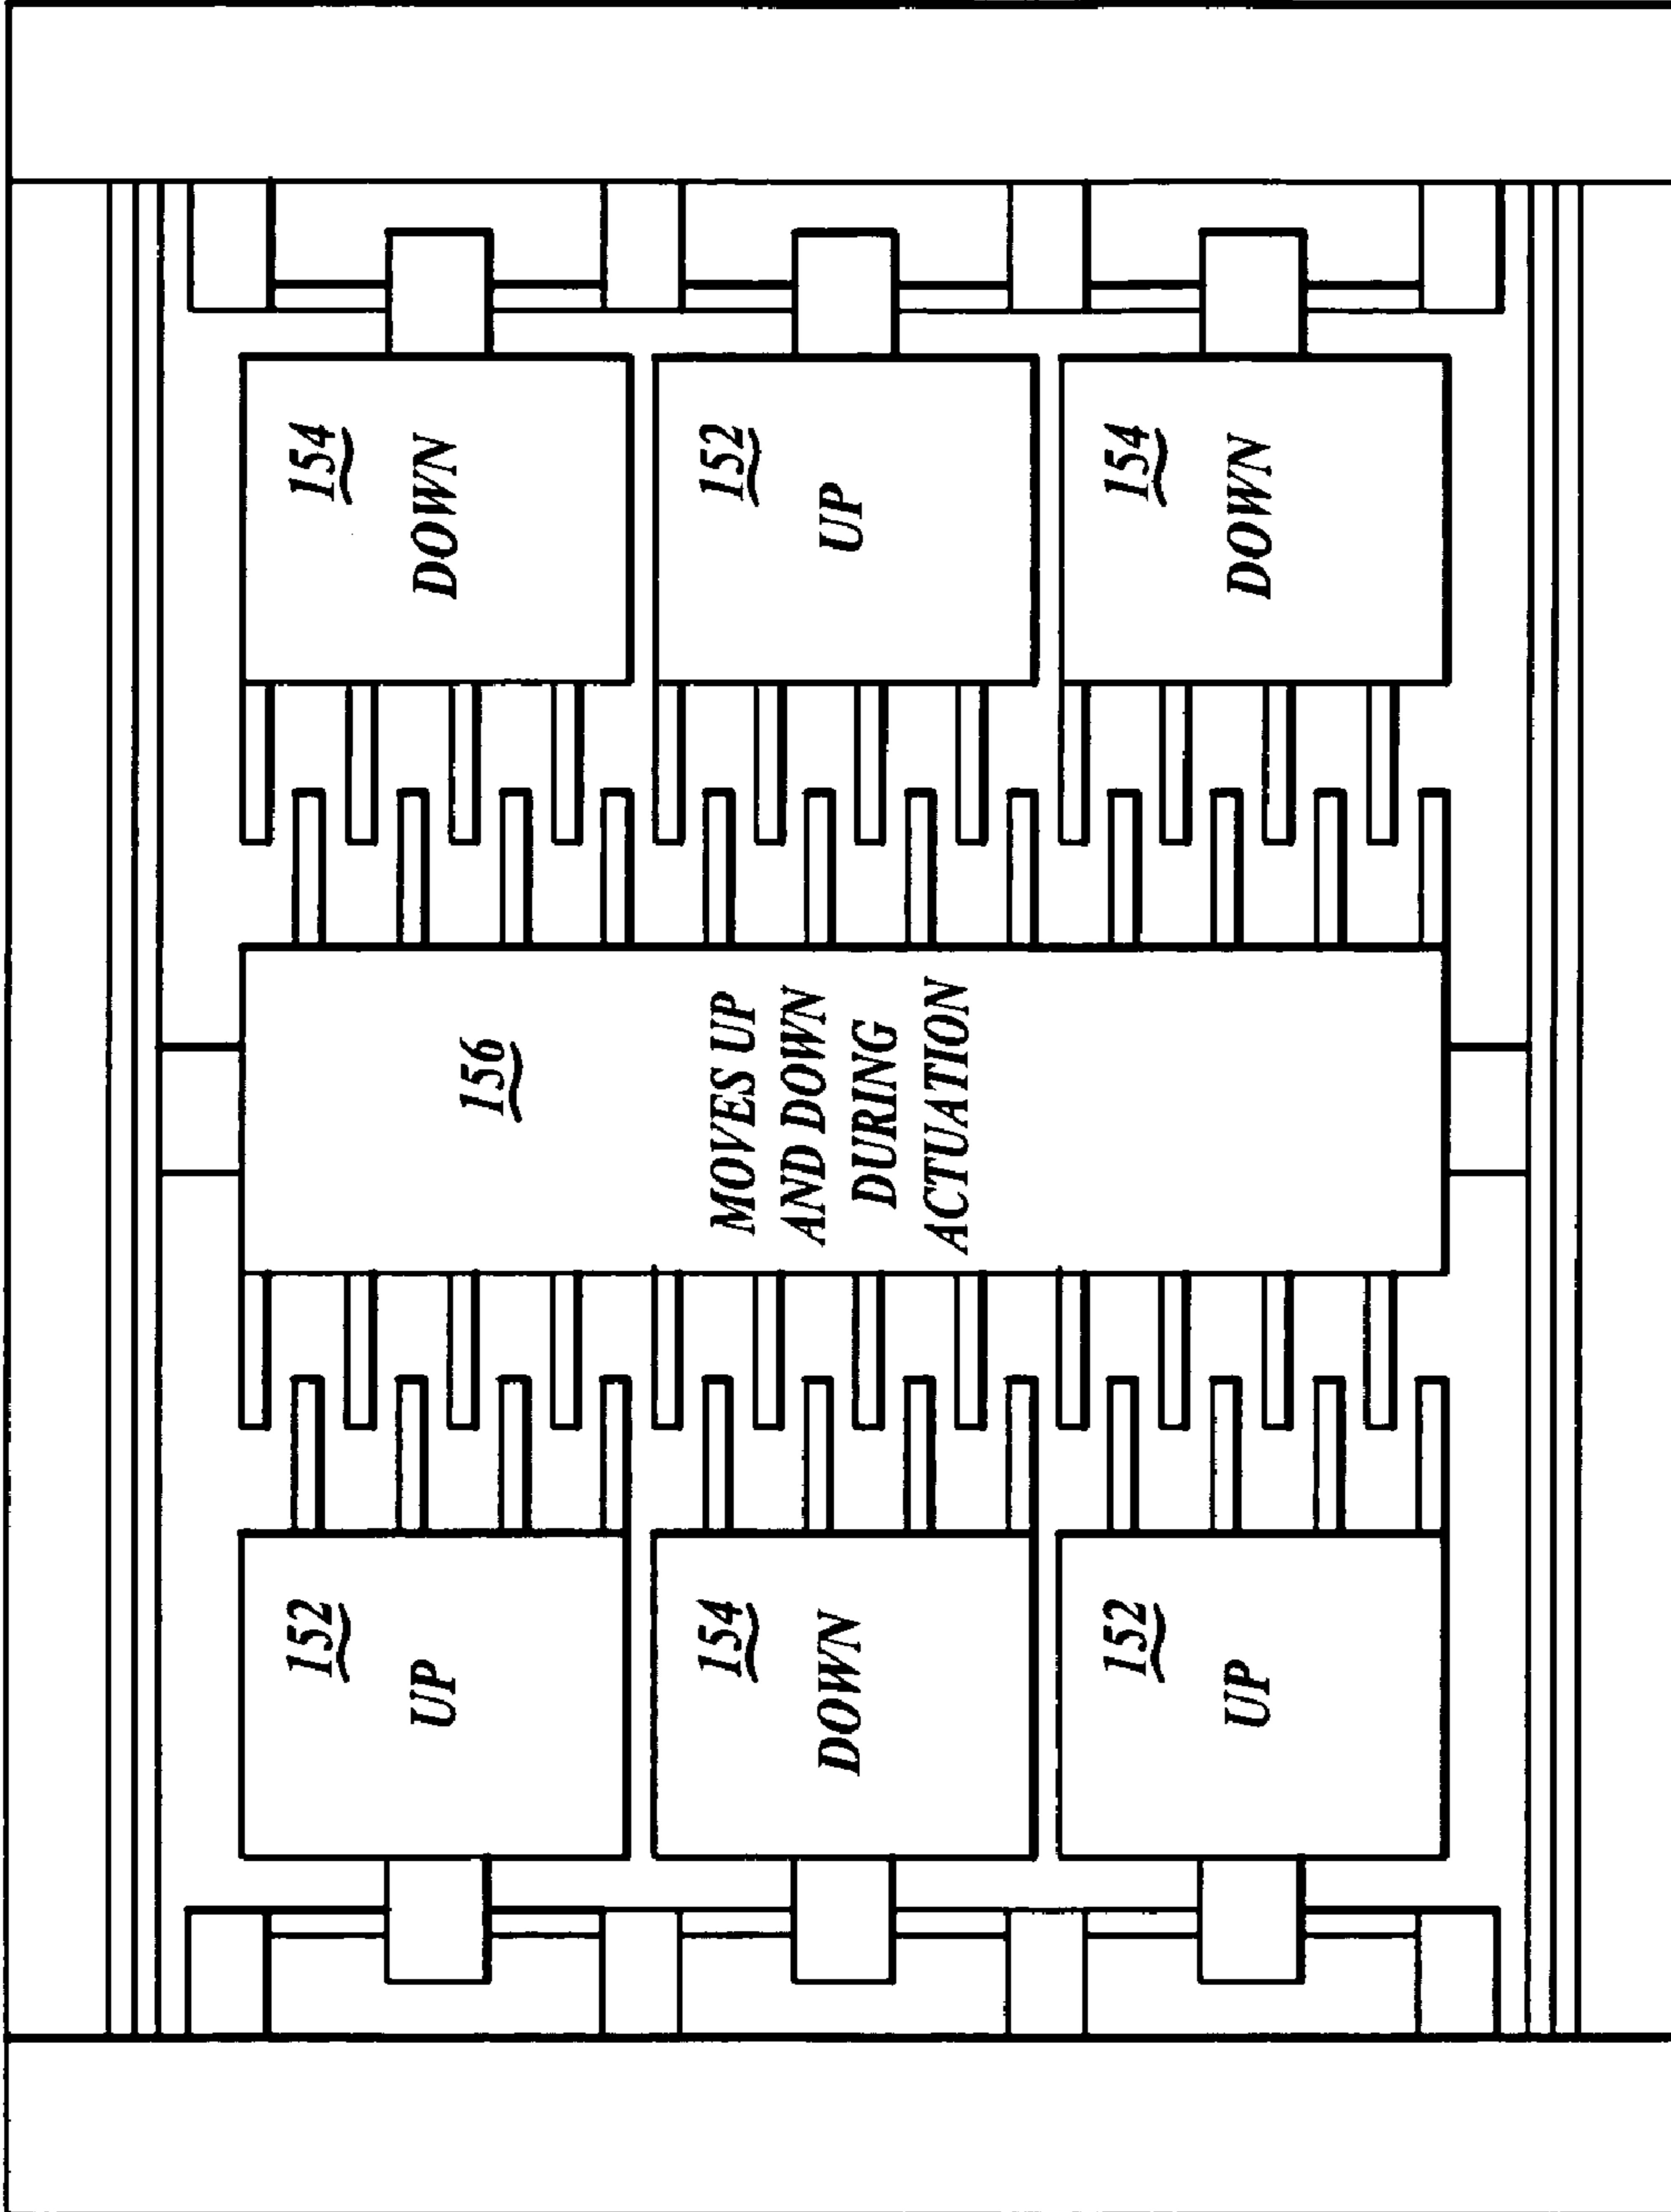 152
UP
154
DOWN
156
MOVES UP
AND DOWN
DURING
ACTUATION
154
DOWN
152
UP
152
UP
154
DOWN